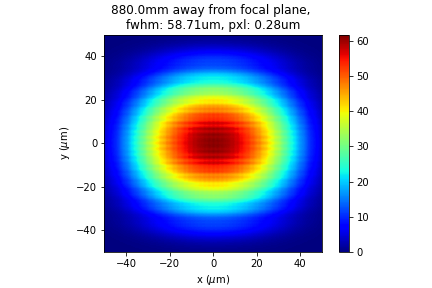 880.0mm away from focal plane,
fwhm: 58.71um, pxl: 0.28um
60
50
40
30
20
10
0
40
20
0
−20
−40
y (μm)
−40 −20 0 20 40
x (μm)